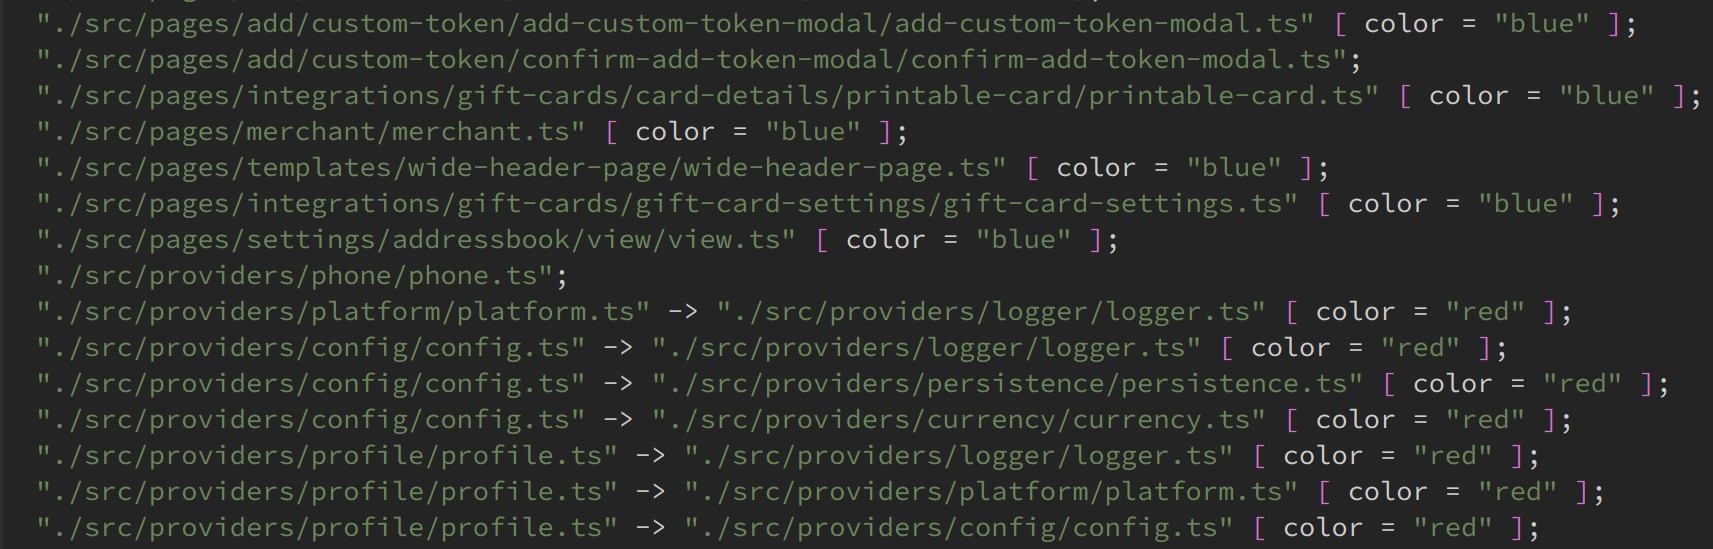 "./src/pages/add/custom-token/add-custom-token-modal/add-custom-token-modal.ts" [ color = "blue" ];
"./src/pages/add/custom-token/confirm-add-token-modal/confirm-add-token-modal.ts";
"./src/pages/integrations/gift-cards/card-details/printable-card/printable-card.ts" [ color = "blue" ];
"./src/pages/merchant/merchant.ts" [ color = "blue" ];
"./src/pages/templates/wide-header-page/wide-header-page.ts" [ color = "blue" ];
"./src/pages/integrations/gift-cards/gift-card-settings/gift-card-settings.ts" [ color = "blue" ];
"./src/pages/settings/addressbook/view/view.ts" [ color = "blue" ];
"./src/providers/phone/phone.ts";
"./src/providers/platform/platform.ts" -> "./src/providers/logger/logger.ts" [ color = "red" ];
"./src/providers/config/config.ts" -> "./src/providers/logger/logger.ts" [ color = "red" ];
"./src/providers/config/config.ts" -> "./src/providers/persistence/persistence.ts" [ color = "red" ];
"./src/providers/config/config.ts" -> "./src/providers/currency/currency.ts" [ color = "red" ];
"./src/providers/profile/profile.ts" -> "./src/providers/logger/logger.ts" [ color = "red" ];
"./src/providers/profile/profile.ts" -> "./src/providers/platform/platform.ts" [ color = "red" ];
"./src/providers/profile/profile.ts" -> "./src/providers/config/config.ts" [ color = "red" ];